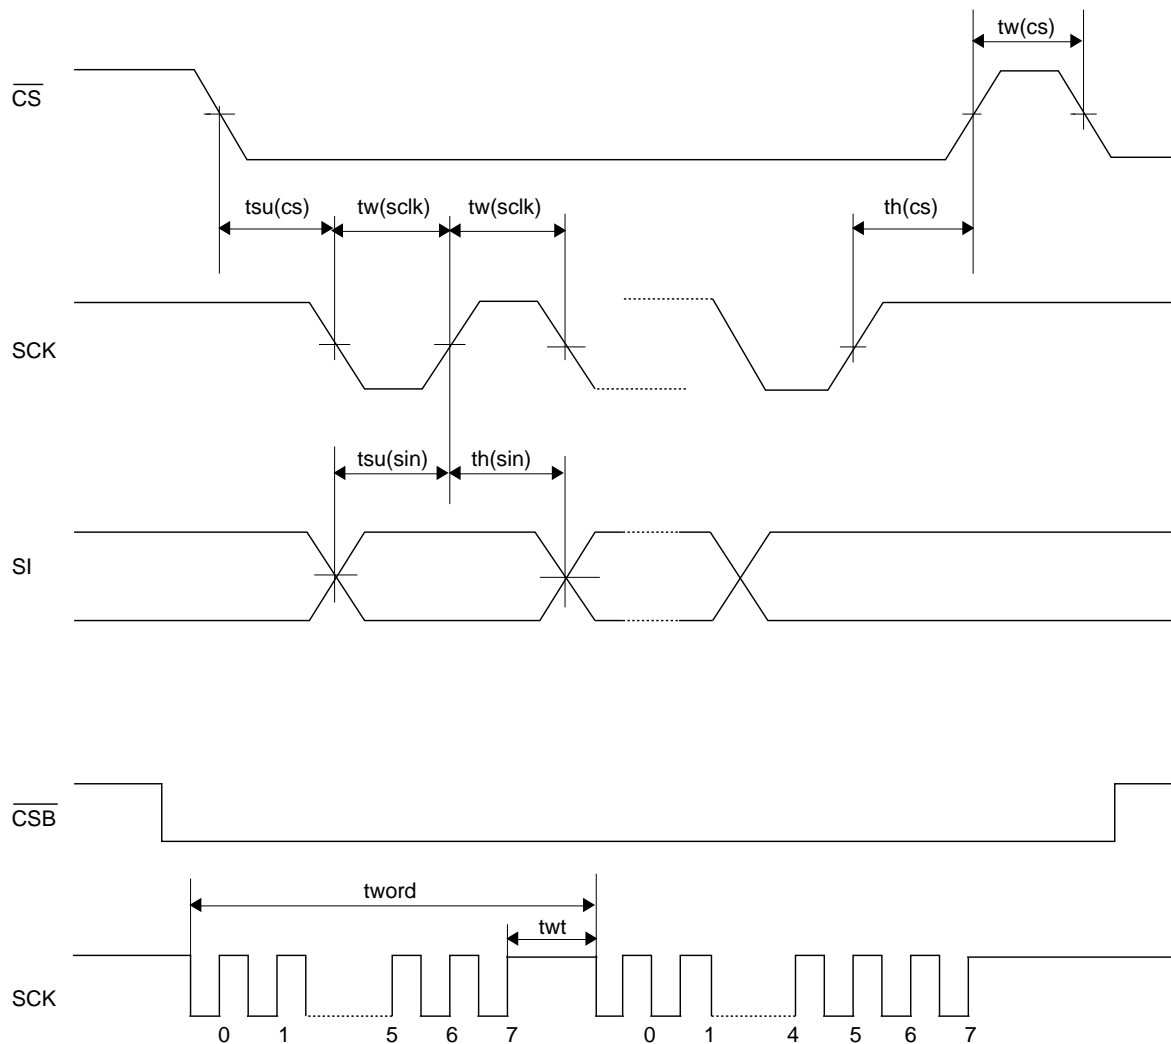 tw(cs)
CS
tsu(cs) tw(sclk) tw(sclk) th(cs)
SCK
tsu(sin) th(sin)
SI
CSB
tword
twt
SCK
0 1 5 6 7 0 1 4 5 6 7